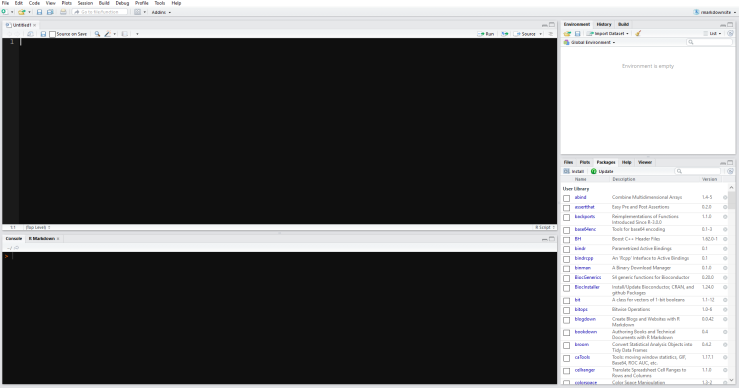 File Edit Code View Plots Session Build Debug Profile Tools Help
Go to file/function Addins markdownsite
Untitled1
Source on Save Run Source
1
1:1 (Top Level) R Script
Console R Markdown
>
Environment History Build
Import Dataset List
Global Environment
Environment is empty
Files Plots Packages Help Viewer
Install Update
Name Description Version
User Library
abind Combine Multidimensional Arrays 1.4-5
assertthat Easy Pre and Post Assertions 0.2.0
backports Reimplementations of Functions Introduced Since R-3.0.0 1.1.0
base64enc Tools for base64 encoding 0.1-3
BH Boost C++ Header Files 1.62.0-1
bindr Parametrized Active Bindings 0.1
bindrcpp An 'Rcpp' Interface to Active Bindings 0.1
binman A Binary Download Manager 0.1.0
BiocGenerics S4 generic functions for Bioconductor
BiocInstaller Install/Update Bioconductor, CRAN, and github Packages
bit A class for vectors of 1-bit booleans 1.1-12
bitops Bitwise Operations 1.0-6
blogdown Create Blogs and Websites with R Markdown 0.0.42
bookdown Authoring Books and Technical Documents with R Markdown 0.4
broom Convert Statistical Analysis Objects into Tidy Data Frames 0.4.2
caTools Tools: moving window statistics, GIF, Base64, ROC AUC, etc. 1.17.1
cellranger Translate Spreadsheet Cell Ranges to Rows and Columns 1.1.0
colorspace Color Space Manipulation 1.3-2